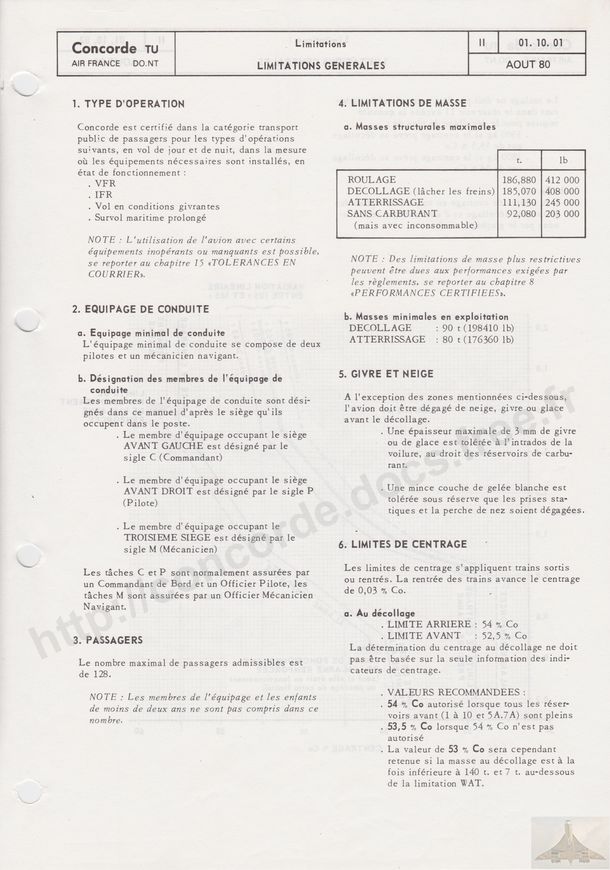 Concorde TU
AIR FRANCE DO.NT
Limitations
LIMITATIONS GENERALES
II
01. 10. 01
AOUT 80
1. TYPE D'OPERATION
Concorde est certifié dans la catégorie transport
public de passagers pour les types d'opérations
suivants, en vol de jour et de nuit, dans la mesure
où les équipements nécessaires sont installés, en
état de fonctionnement :
. VFR
. IFR
. Vol en conditions givrantes
. Survol maritime prolongé
NOTE : L'utilisation de l'avion avec certains
équipements inopérants ou manquants est possible,
se reporter au chapitre 15 «TOLERANCES EN
COURRIER».
2. EQUIPAGE DE CONDUITE
a. Equipage minimal de conduite
L'équipage minimal de conduite se compose de deux
pilotes et un mécanicien navigant.
b. Désignation des membres de l'équipage de
conduite
Les membres de l'équipage de conduite sont dési-
gnés dans ce manuel d'après le siège qu'ils
occupent dans le poste.
. Le membre d'équipage occupant le siège
AVANT GAUCHE est désigné par le
sigle C (Commandant)
. Le membre d'équipage occupant le siège
AVANT DROIT est désigné par le sigle P
(Pilote)
. Le membre d'équipage occupant le
TROISIEME SIEGE est désigné par le
sigle M (Mécanicien)
Les tâches C et P sont normalement assurées par
un Commandant de Bord et un Officier Pilote, les
tâches M sont assurées par un Officier Mécanicien
Navigant.
3. PASSAGERS
Le nombre maximal de passagers admissibles est
de 128.
NOTE : Les membres de l'équipage et les enfants
de moins de deux ans ne sont pas compris dans ce
nombre.
4. LIMITATIONS DE MASSE
a. Masses structurales maximales
t. lb
ROULAGE 186,880 412 000
DECOLLAGE (lâcher les freins) 185,070 408 000
ATTERRISSAGE 111,130 245 000
SANS CARBURANT 92,080 203 000
(mais avec inconsommable)
NOTE : Des limitations de masse plus restrictives
peuvent être dues aux performances exigées par
les règlements, se reporter au chapitre 8
«PERFORMANCES CERTIFIEES».
b. Masses minimales en exploitation
DECOLLAGE : 90 t (198410 lb)
ATTERRISSAGE : 80 t (176360 lb)
5. GIVRE ET NEIGE
A l'exception des zones mentionnées ci-dessous,
l'avion doit être dégagé de neige, givre ou glace
avant le décollage.
. Une épaisseur maximale de 3 mm de givre
ou de glace est tolérée à l'intrados de la
voilure, au droit des réservoirs de carbu-
rant.
. Une mince couche de gelée blanche est
tolérée sous réserve que les prises sta-
tiques et la perche de nez soient dégagées.
6. LIMITES DE CENTRAGE
Les limites de centrage s'appliquent trains sortis
ou rentrés. La rentrée des trains avance le centrage
de 0,03 % Co.
a. Au décollage
. LIMITE ARRIERE : 54 % Co
. LIMITE AVANT : 52,5 % Co
La détermination du centrage au décollage ne doit
pas être basée sur la seule information des indi-
cateurs de centrage.
. VALEURS RECOMMANDEES :
. 54 % Co autorisé lorsque tous les réser-
voirs avant (1 à 10 et 5A.7A) sont pleins
. 53,5 % Co lorsque 54 % Co n'est pas
autorisé
. La valeur de 53 % Co sera cependant
retenue si la masse au décollage est à la
fois inférieure à 140 t. et 7 t. au-dessous
de la limitation WAT.
http://concorde.docs.free.fr